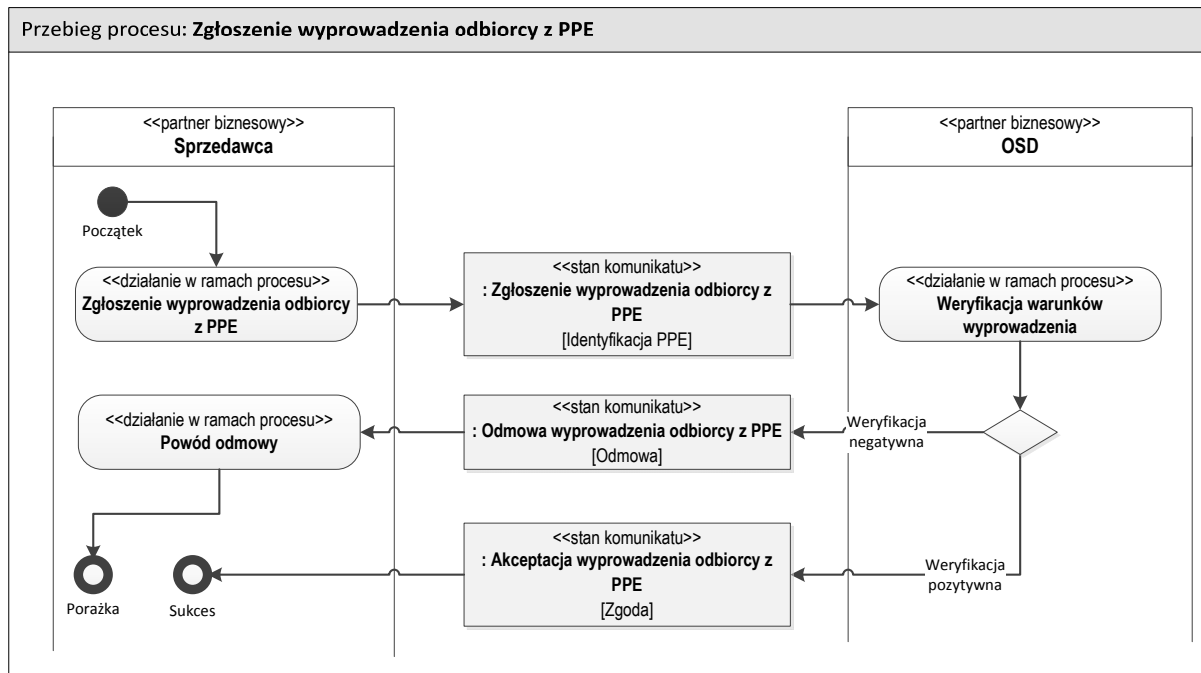 Przebieg procesu: Zgłoszenie wyprowadzenia odbiorcy z PPE
<<partner biznesowy>>
Sprzedawca
<<partner biznesowy>>
OSD
Początek
<<działanie w ramach procesu>>
Zgłoszenie wyprowadzenia odbiorcy
z PPE
<<stan komunikatu>>
: Zgłoszenie wyprowadzenia odbiorcy z
PPE
[Identyfikacja PPE]
<<działanie w ramach procesu>>
Weryfikacja warunków
wyprowadzenia
<<działanie w ramach procesu>>
Powód odmowy
<<stan komunikatu>>
: Odmowa wyprowadzenia odbiorcy z PPE
[Odmowa]
Weryfikacja
negatywna
<<stan komunikatu>>
: Akceptacja wyprowadzenia odbiorcy z
PPE
[Zgoda]
Weryfikacja
pozytywna
Porażka
Sukces